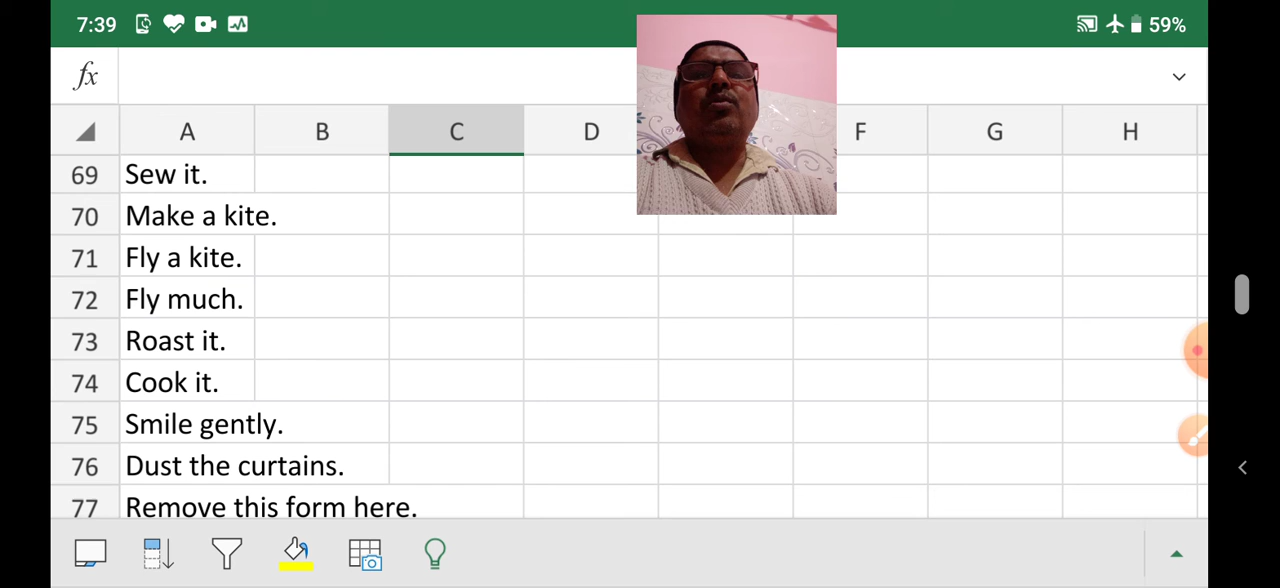 7:39 59%
fx
A B C D F G H
69 Sew it.
70 Make a kite.
71 Fly a kite.
72 Fly much.
73 Roast it.
74 Cook it.
75 Smile gently.
76 Dust the curtains.
77 Remove this form here.